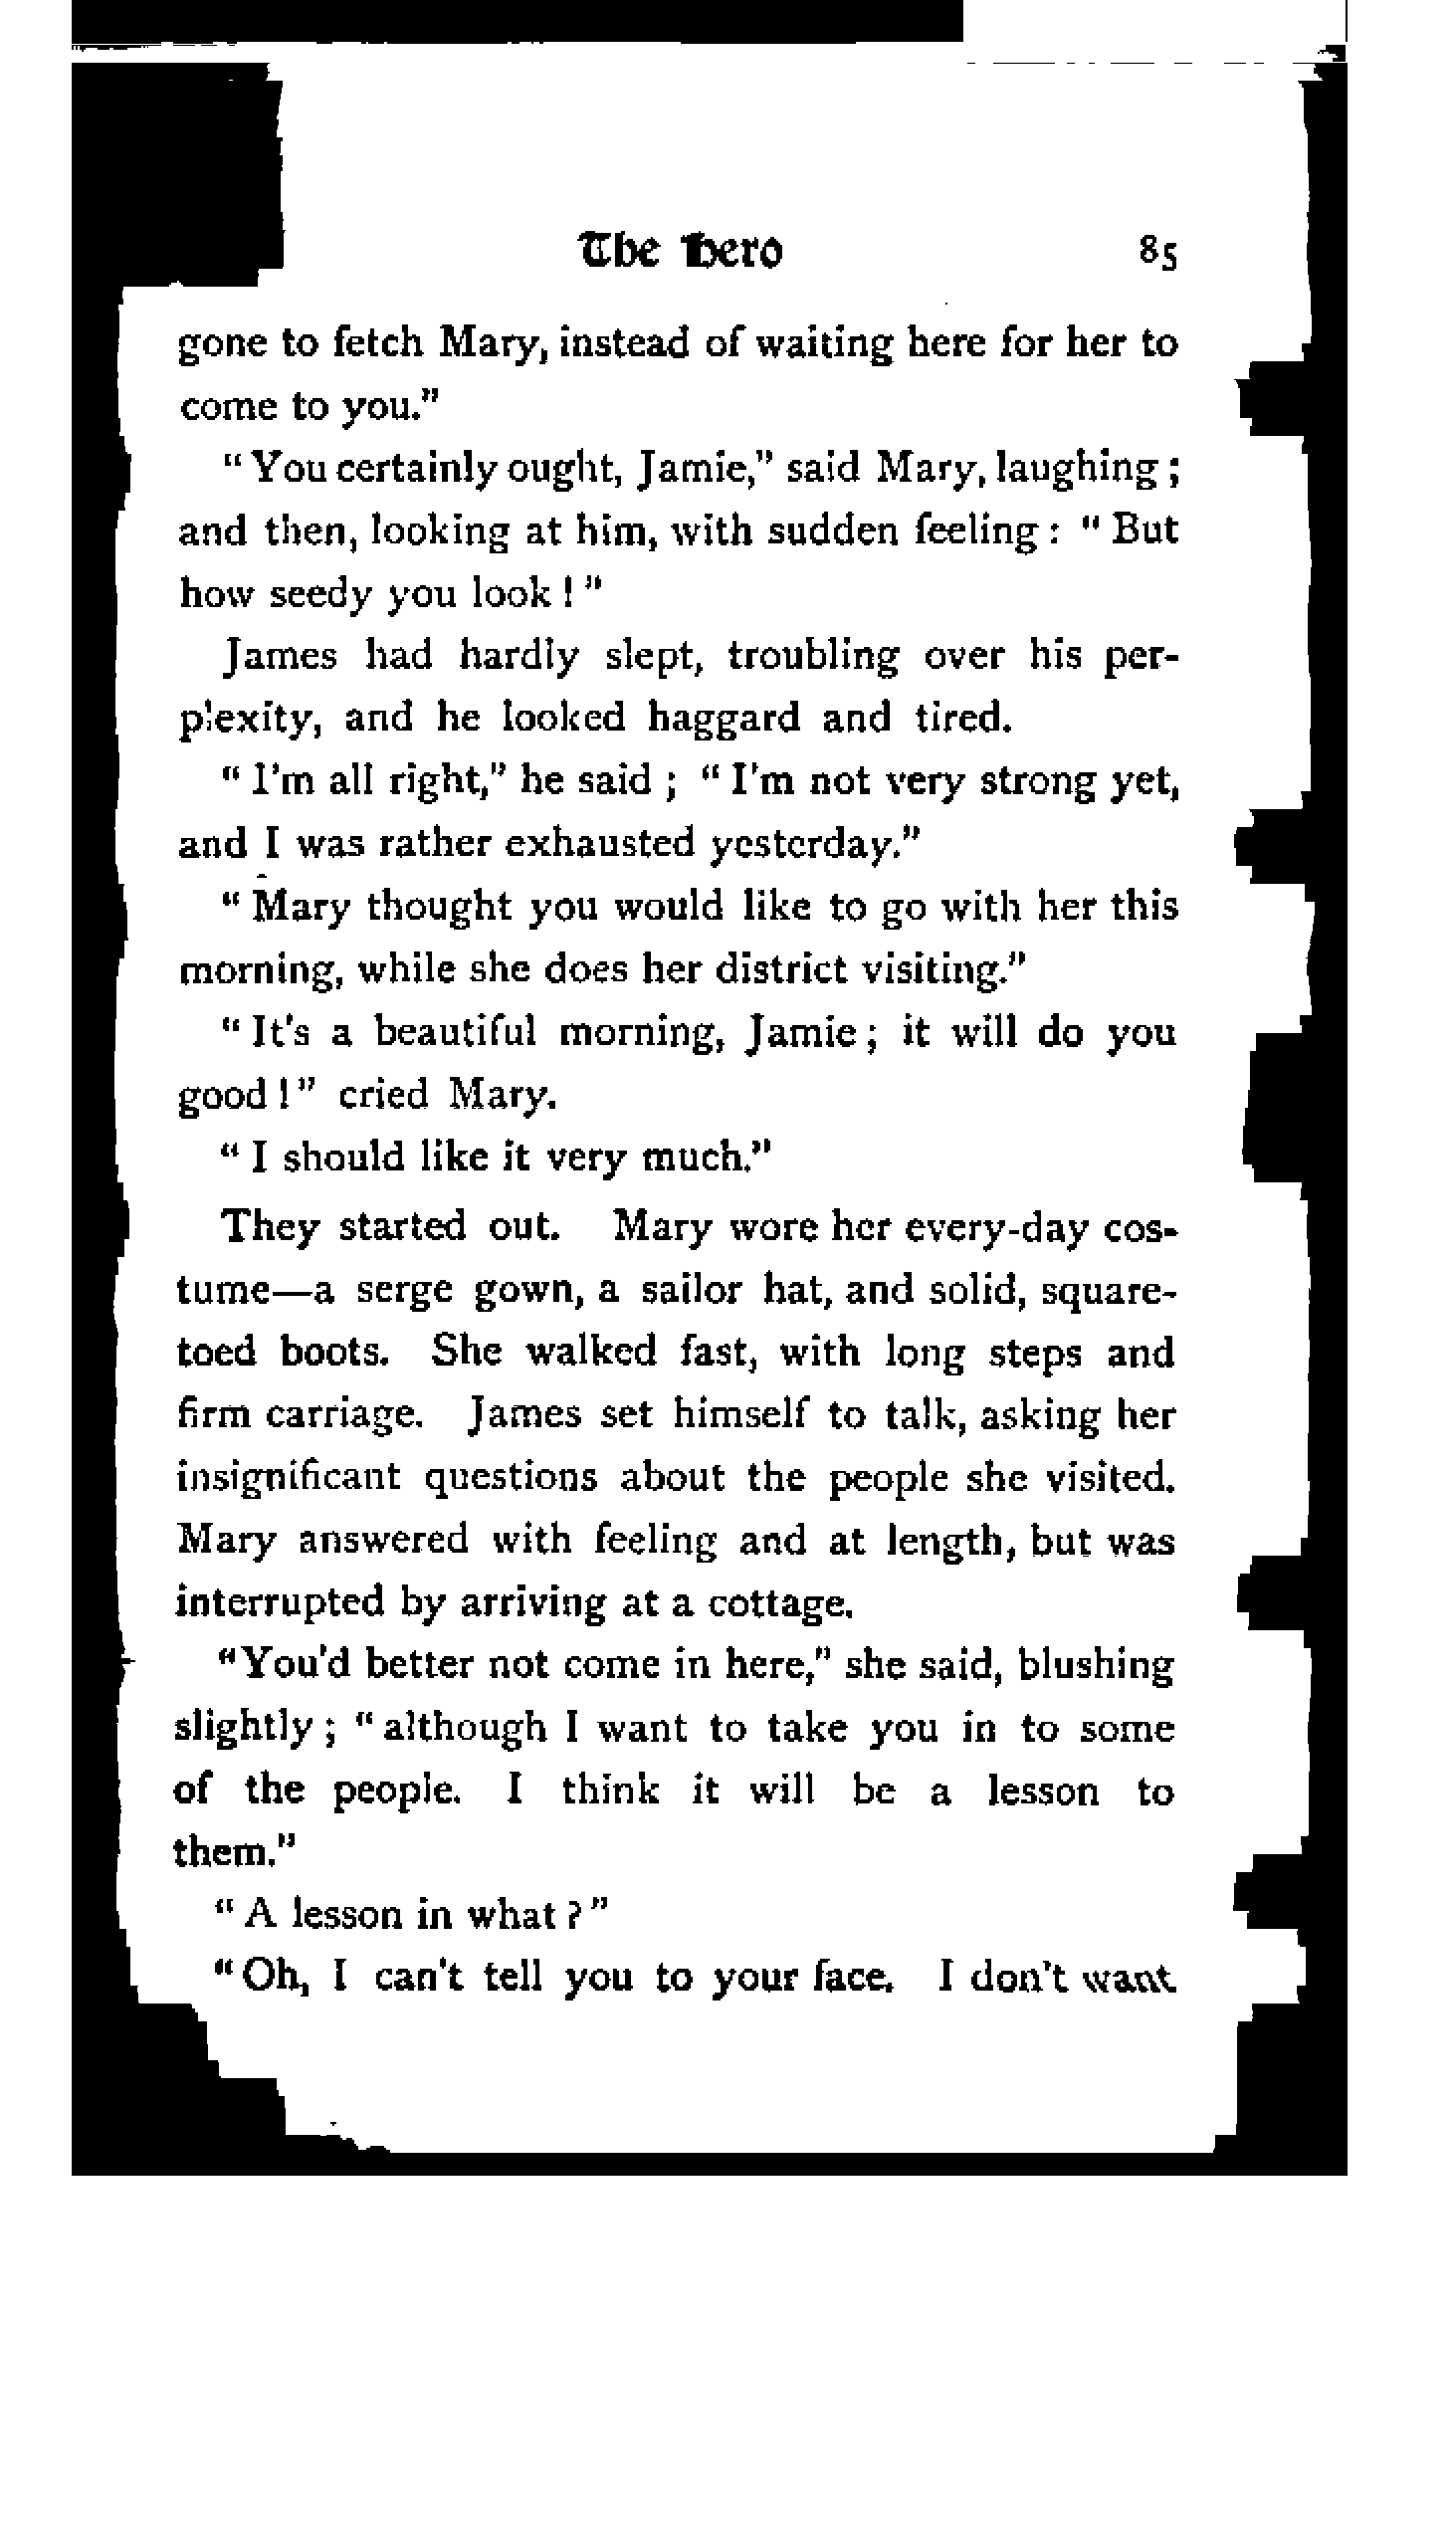 The Hero 85
gone to fetch Mary, instead of waiting here for her to
come to you."
"You certainly ought, Jamie," said Mary, laughing;
and then, looking at him, with sudden feeling: "But
how seedy you look!"
James had hardly slept, troubling over his per-
plexity, and he looked haggard and tired.
"I'm all right," he said; "I'm not very strong yet,
and I was rather exhausted yesterday."
"Mary thought you would like to go with her this
morning, while she does her district visiting."
"It's a beautiful morning, Jamie; it will do you
good!" cried Mary.
"I should like it very much."
They started out. Mary wore her every-day cos-
tume—a serge gown, a sailor hat, and solid, square-
toed boots. She walked fast, with long steps and
firm carriage. James set himself to talk, asking her
insignificant questions about the people she visited.
Mary answered with feeling and at length, but was
interrupted by arriving at a cottage.
"You'd better not come in here," she said, blushing
slightly; "although I want to take you in to some
of the people. I think it will be a lesson to
them."
"A lesson in what?"
"Oh, I can't tell you to your face. I don't want